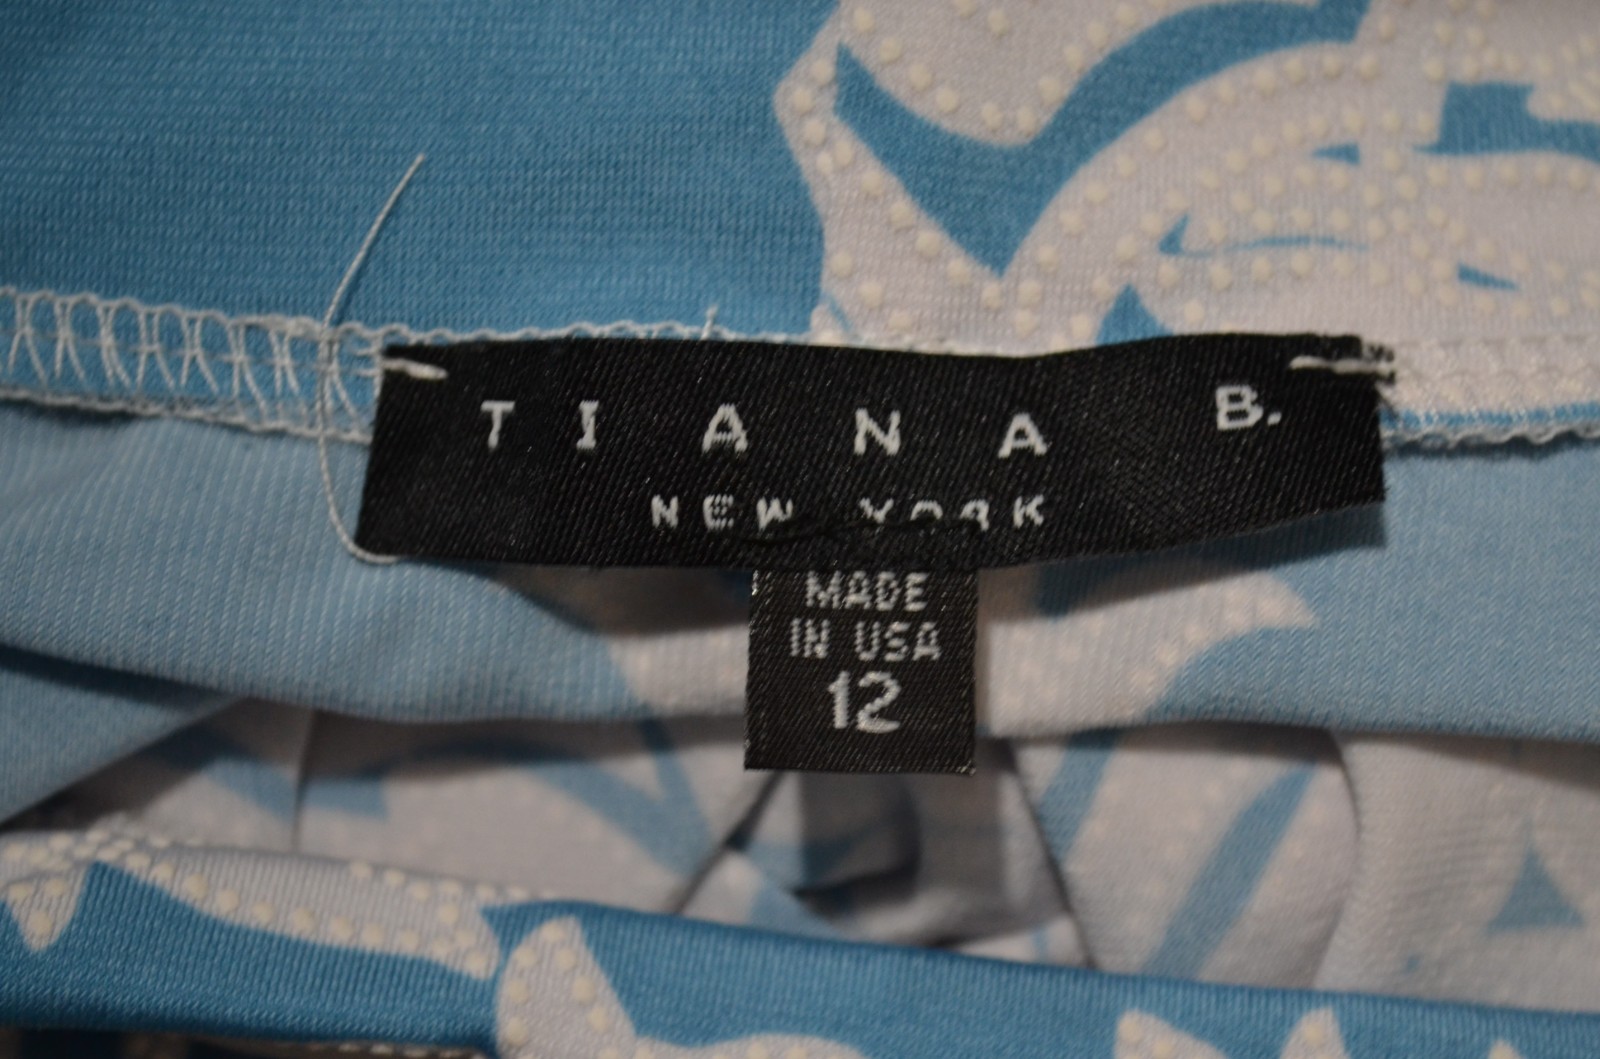 TIANA B.
NEW YORK
MADE
IN USA
12